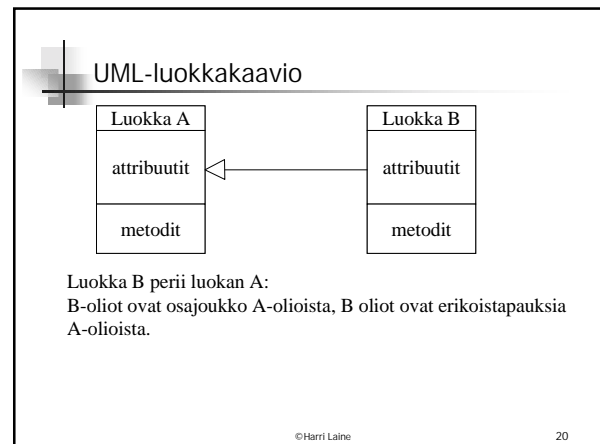 UML-luokkakaavio
Luokka A
attribuutit
metodit
Luokka B
attribuutit
metodit
Luokka B perii luokan A:
B-oliot ovat osajoukko A-olioista, B oliot ovat erikoistapauksia
A-olioista.
©Harri Laine
20